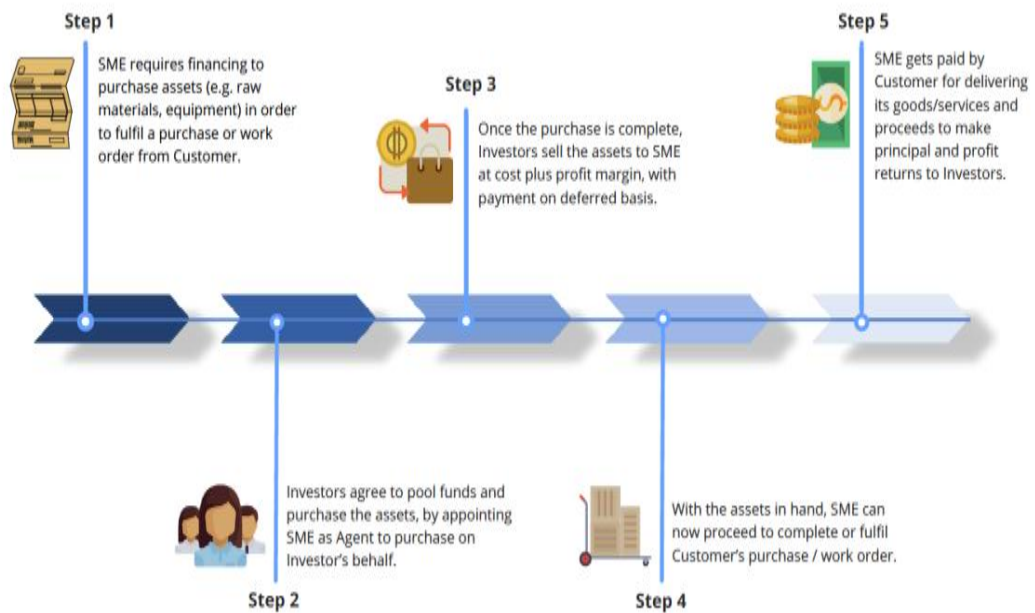 Step 1
SME requires financing to
purchase assets (e.g. raw
materials, equipment) in order
to fulfil a purchase or work
order from Customer.
Step 2
Investors agree to pool funds and
purchase the assets, by appointing
SME as Agent to purchase on
Investor's behalf.
Step 3
Once the purchase is complete,
Investors sell the assets to SME
at cost plus profit margin, with
payment on deferred basis.
Step 4
With the assets in hand, SME can
now proceed to complete or fulfil
Customer's purchase / work order.
Step 5
SME gets paid by
Customer for delivering
its goods/services and
proceeds to make
principal and profit
returns to Investors.